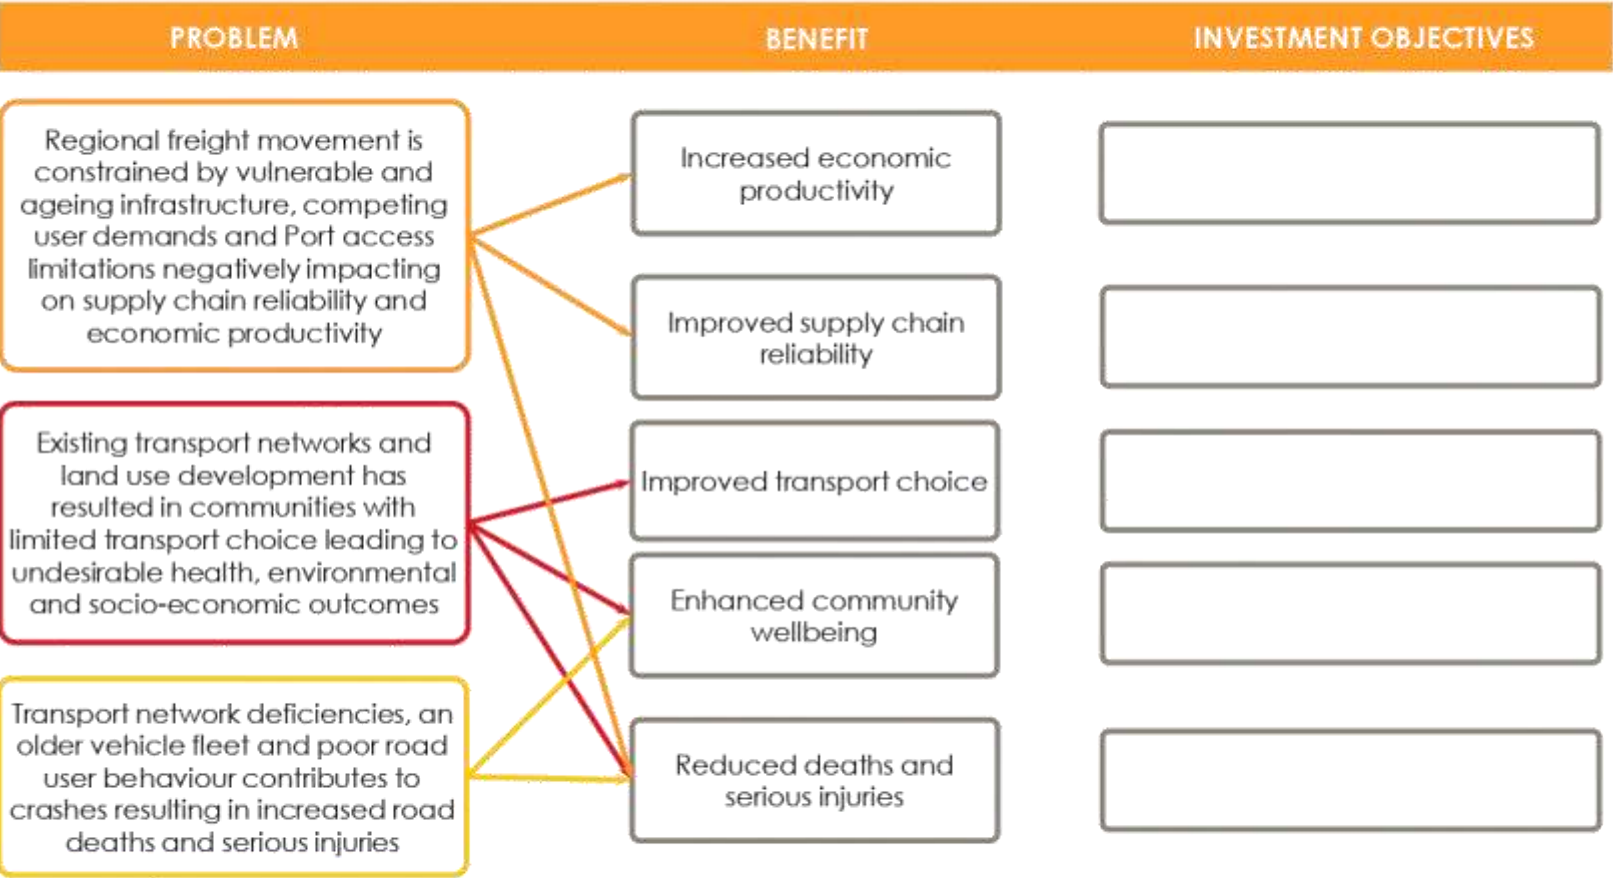 PROBLEM
BENEFIT
INVESTMENT OBJECTIVES
Regional freight movement is
constrained by vulnerable and
ageing infrastructure, competing
user demands and Port access
limitations negatively impacting
on supply chain reliability and
economic productivity
Existing transport networks and
land use development has
resulted in communities with
limited transport choice leading to
undesirable health, environmental
and socio-economic outcomes
Transport network deficiencies, an
older vehicle fleet and poor road
user behaviour contributes to
crashes resulting in increased road
deaths and serious injuries
Increased economic
productivity
Improved supply chain
reliability
Improved transport choice
Enhanced community
wellbeing
Reduced deaths and
serious injuries